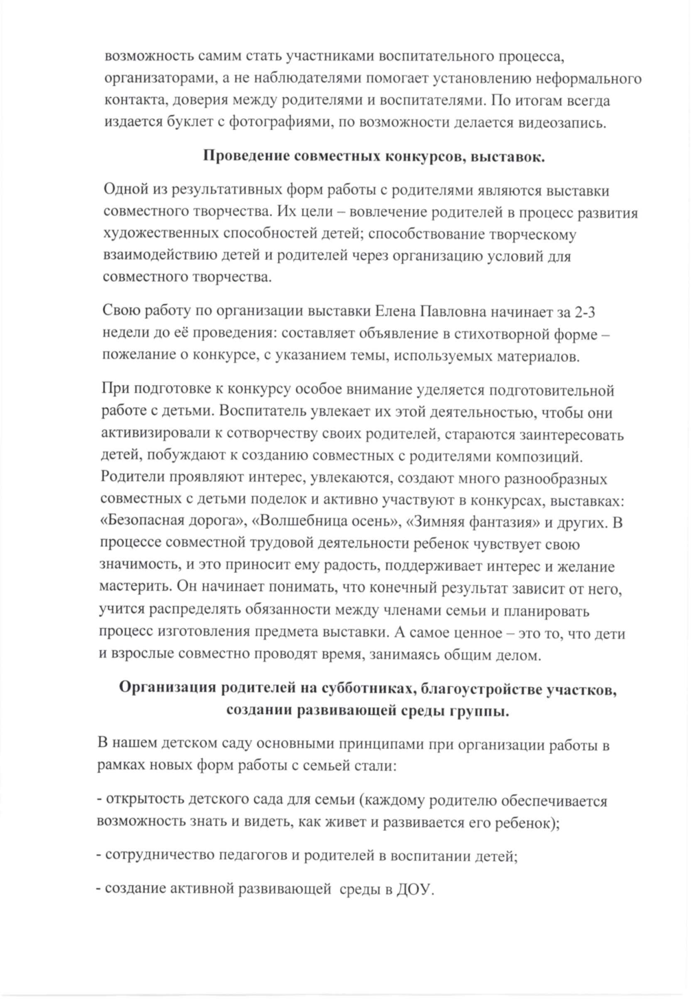 возможность самим стать участниками воспитательного процесса,
организаторами, а не наблюдателями помогает установлению неформального
контакта, доверия между родителями и воспитателями. По итогам всегда
издается буклет с фотографиями, по возможности делается видеозапись.
Проведение совместных конкурсов, выставок.
Одной из результативных форм работы с родителями являются выставки
совместного творчества. Их цели – вовлечение родителей в процесс развития
художественных способностей детей; способствование творческому
взаимодействию детей и родителей через организацию условий для
совместного творчества.
Свою работу по организации выставки Елена Павловна начинает за 2-3
недели до её проведения: составляет объявление в стихотворной форме –
пожелание о конкурсе, с указанием темы, используемых материалов.
При подготовке к конкурсу особое внимание уделяется подготовительной
работе с детьми. Воспитатель увлекает их этой деятельностью, чтобы они
активизировали к сотворчеству своих родителей, стараются заинтересовать
детей, побуждают к созданию совместных с родителями композиций.
Родители проявляют интерес, увлекаются, создают много разнообразных
совместных с детьми поделок и активно участвуют в конкурсах, выставках:
«Безопасная дорога», «Волшебница осень», «Зимняя фантазия» и других. В
процессе совместной трудовой деятельности ребенок чувствует свою
значимость, и это приносит ему радость, поддерживает интерес и желание
мастерить. Он начинает понимать, что конечный результат зависит от него,
учится распределять обязанности между членами семьи и планировать
процесс изготовления предмета выставки. А самое ценное – это то, что дети
и взрослые совместно проводят время, занимаясь общим делом.
Организация родителей на субботниках, благоустройстве участков,
создании развивающей среды группы.
В нашем детском саду основными принципами при организации работы в
рамках новых форм работы с семьей стали:
- открытость детского сада для семьи (каждому родителю обеспечивается
возможность знать и видеть, как живет и развивается его ребенок);
- сотрудничество педагогов и родителей в воспитании детей;
- создание активной развивающей  среды в ДОУ.